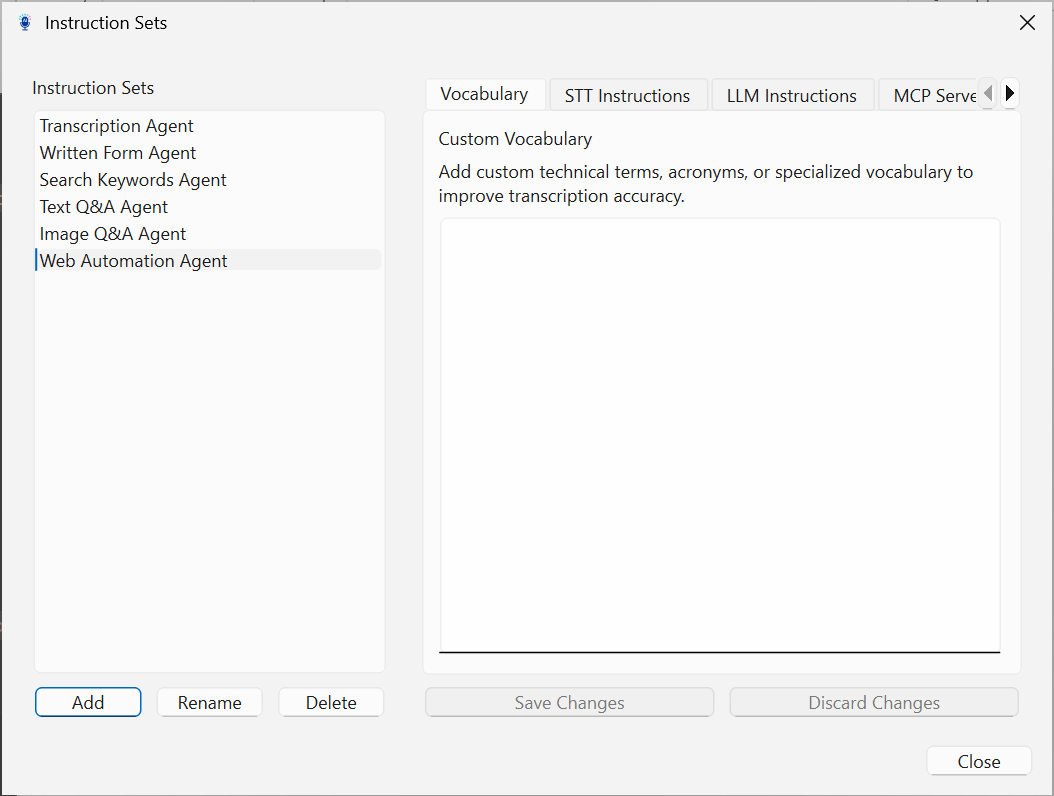 Instruction Sets
Instruction Sets
Transcription Agent
Written Form Agent
Search Keywords Agent
Text Q&A Agent
Image Q&A Agent
Web Automation Agent
Add
Rename
Delete
Vocabulary
STT Instructions
LLM Instructions
MCP Serve
Custom Vocabulary
Add custom technical terms, acronyms, or specialized vocabulary to
improve transcription accuracy.
Save Changes
Discard Changes
Close